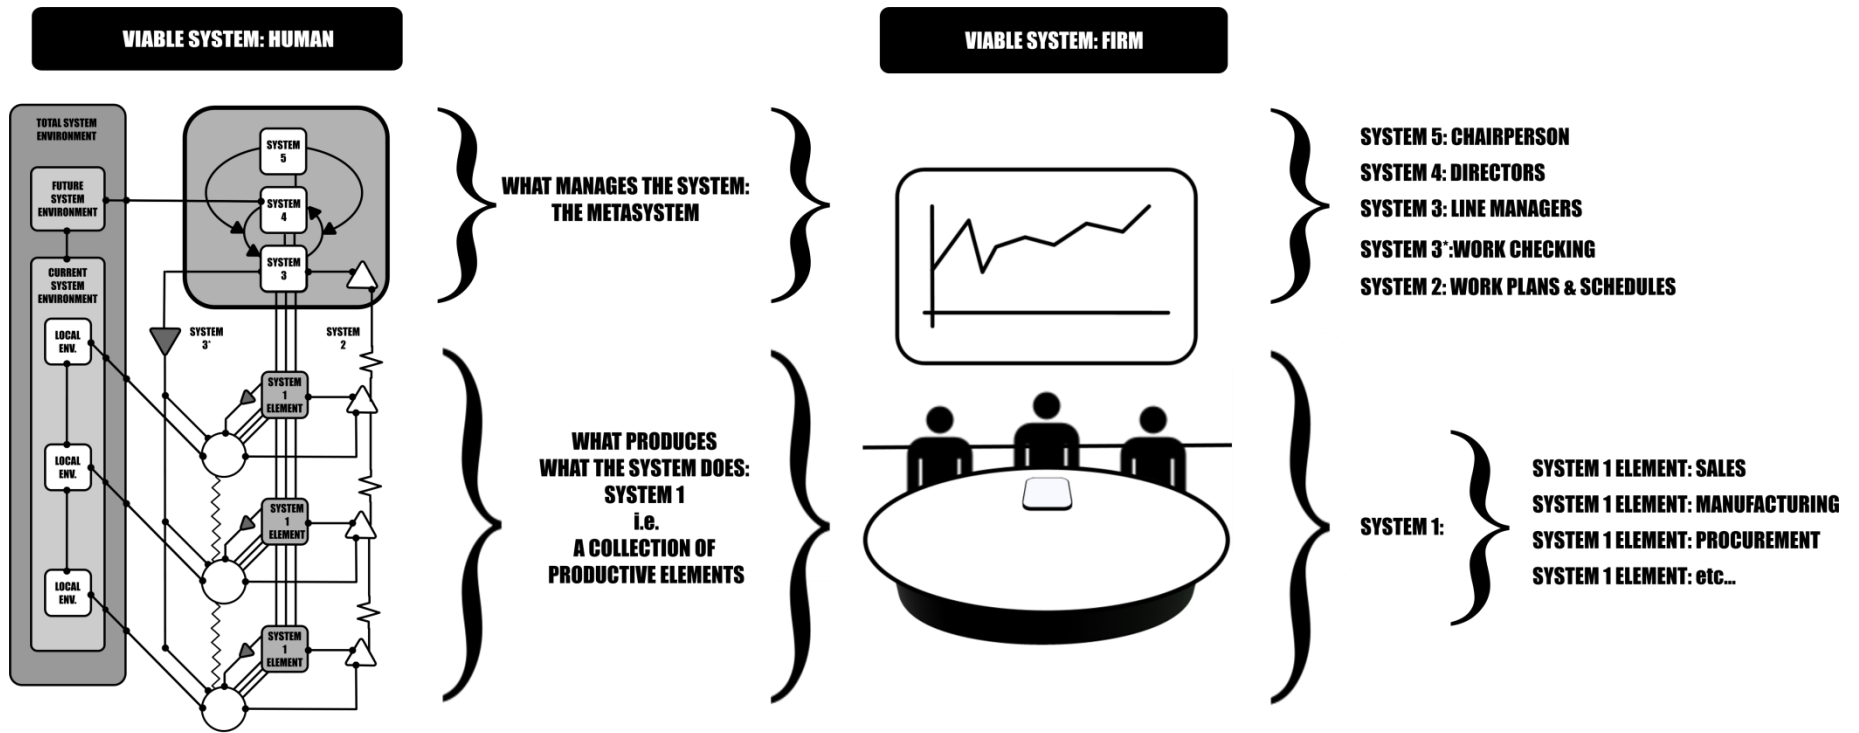 VIABLE SYSTEM: HUMAN
VIABLE SYSTEM: FIRM
TOTAL SYSTEM
ENVIRONMENT
FUTURE
SYSTEM
ENVIRONMENT
CURRENT
SYSTEM
ENVIRONMENT
LOCAL
ENV.
LOCAL
ENV.
LOCAL
ENV.
SYSTEM
5
SYSTEM
4
SYSTEM
3
SYSTEM
3*
SYSTEM
2
SYSTEM
1
ELEMENT
SYSTEM
1
ELEMENT
SYSTEM
1
ELEMENT
WHAT MANAGES THE SYSTEM:
THE METASYSTEM
WHAT PRODUCES
WHAT THE SYSTEM DOES:
SYSTEM 1
i.e.
A COLLECTION OF
PRODUCTIVE ELEMENTS
SYSTEM 5: CHAIRPERSON
SYSTEM 4: DIRECTORS
SYSTEM 3: LINE MANAGERS
SYSTEM 3*:WORK CHECKING
SYSTEM 2: WORK PLANS & SCHEDULES
SYSTEM 1:
SYSTEM 1 ELEMENT: SALES
SYSTEM 1 ELEMENT: MANUFACTURING
SYSTEM 1 ELEMENT: PROCUREMENT
SYSTEM 1 ELEMENT: etc...